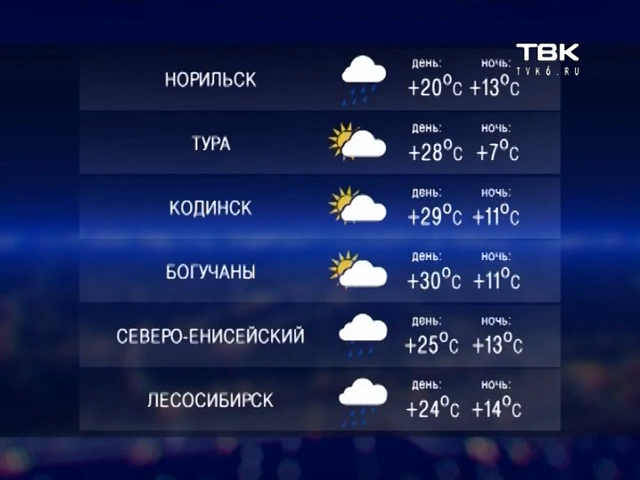 ТВК
TVK6.RU
НОРИЛЬСК день: +20°С ночь: +13°С
ТУРА день: +28°С ночь: +7°С
КОДИНСК день: +29°С ночь: +11°С
БОГУЧАНЫ день: +30°С ночь: +11°С
СЕВЕРО-ЕНИСЕЙСКИЙ день: +25°С ночь: +13°С
ЛЕСОСИБИРСК день: +24°С ночь: +14°С